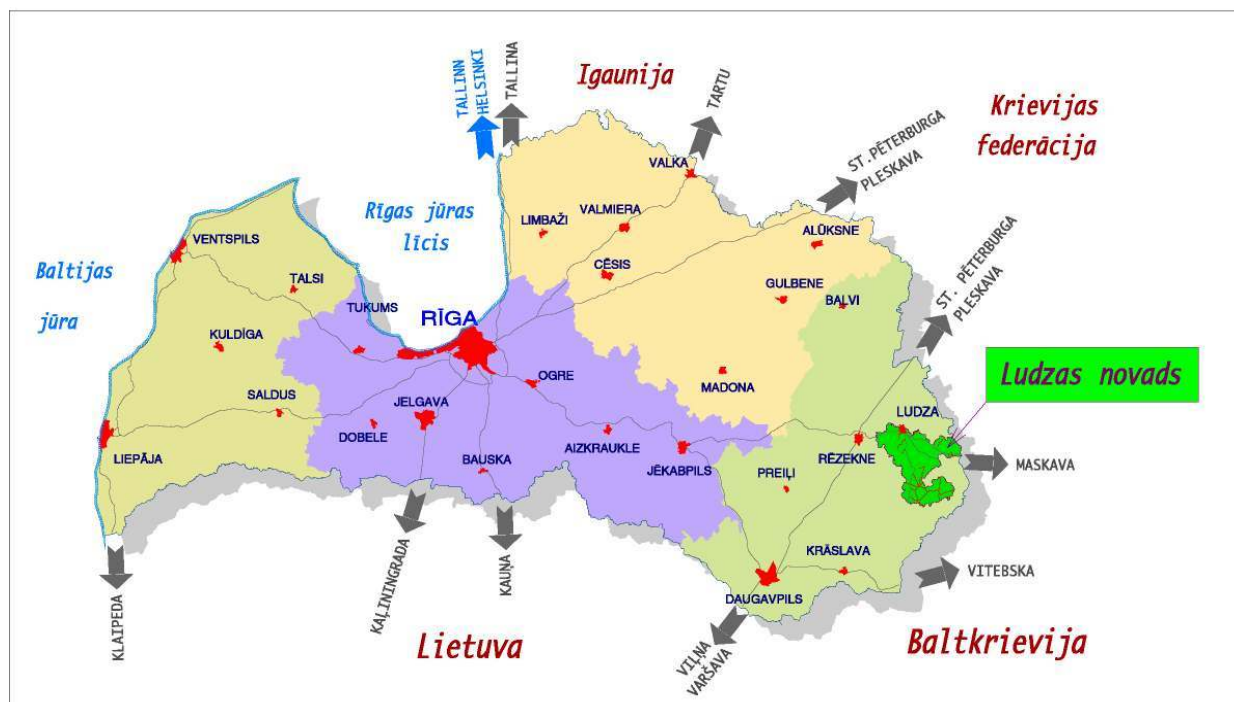 Igaunija
Krievijas
federācija
TALLINN
HELSINKI
TALLINA
TARTU
ST.PĒTERBURGA
PLESKAVA
ST. PĒTERBURGA
PLESKAVA
Rīgas jūras
līcis
Baltijas
jūra
VALKA
LIMBAŽI
VALMIERA
ALŪKSNE
VENTSPILS
CĒSIS
TALSI
GULBENE
BALVI
TUKUMS
RĪGA
KULDĪGA
Ludzas novads
OGRE
MADONA
SALDUS
JELGAVA
LUDZA
DOBELE
AIZKRAUKLE
LIEPĀJA
BAUSKA
JĒKABPILS
RĒZEKNE
PREIĻI
MASKAVA
KRĀSLAVA
VITEBSKA
DAUGAVPILS
KLAIPEDA
KAĻININGRADA
KAUŅA
VIĻŅA
VARŠAVA
Lietuva
Baltkrievija